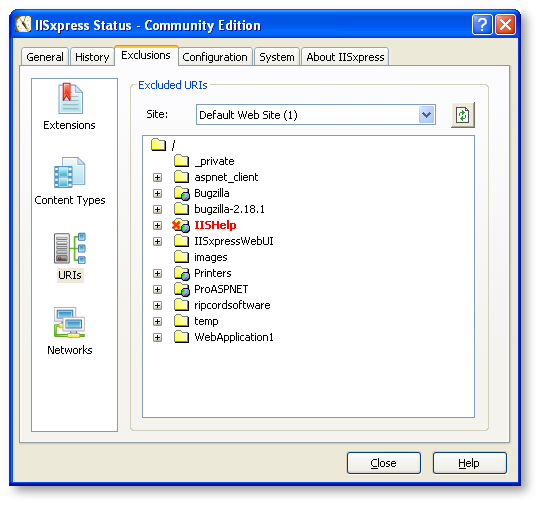 IISxpress Status - Community Edition
General History Exclusions Configuration System About IISxpress
Excluded URIs
Site: Default Web Site (1)
Extensions
Content Types
URIs
Networks
/
_private
aspnet_client
Bugzilla
bugzilla-2.18.1
IISHelp
IISxpressWebUI
images
Printers
ProASPNET
ripcordsoftware
temp
WebApplication1
Close Help